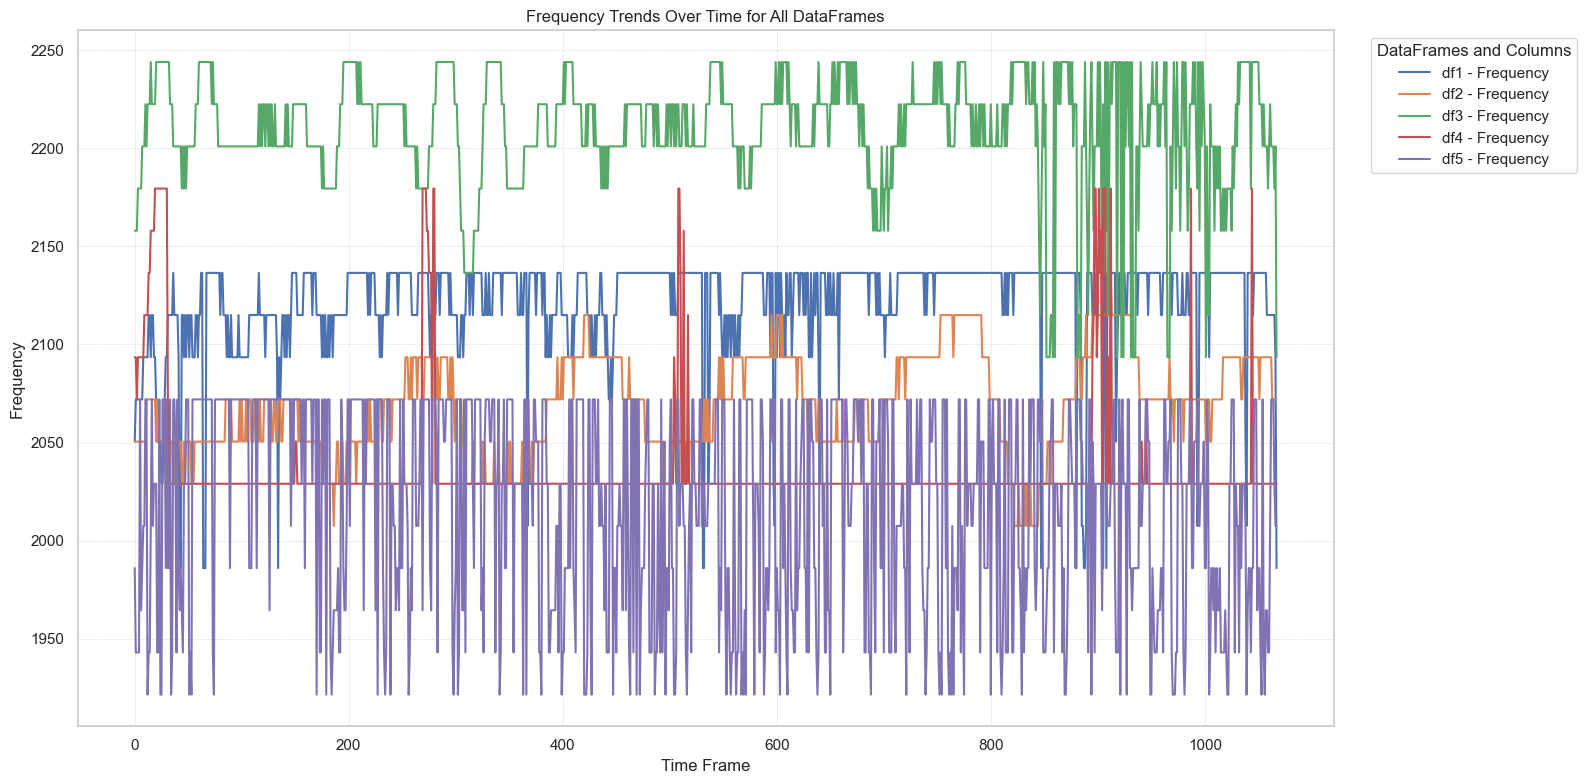 Frequency Trends Over Time for All DataFrames
DataFrames and Columns
df1 - Frequency
df2 - Frequency
df3 - Frequency
df4 - Frequency
df5 - Frequency
Frequency
2250
2200
2150
2100
2050
2000
1950
0 200 400 600 800 1000
Time Frame